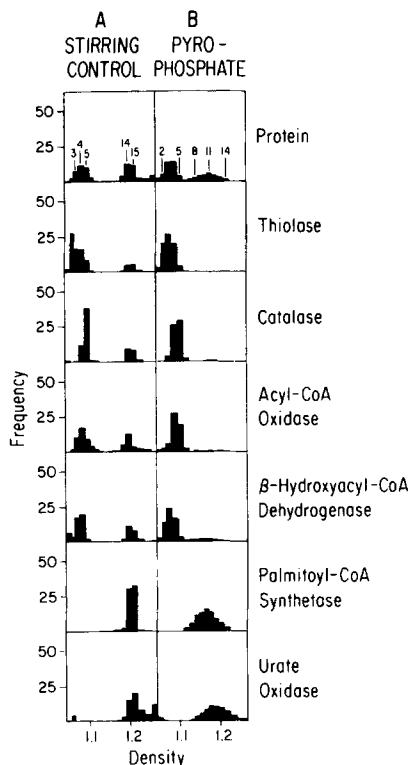 A B
STIRRING PYRO-
CONTROL PHOSPHATE
50
25
3 4 5 14 15 2 5 8 11 14
Protein
50
25
Thiolase
50
25
Catalase
50
25
Acyl-CoA
Oxidase
50
25
β-Hydroxyacyl-CoA
Dehydrogenase
50
25
Palmitoyl-CoA
Synthetase
50
25
Urate
Oxidase
Frequency
1.1 1.2 1.1 1.2
Density